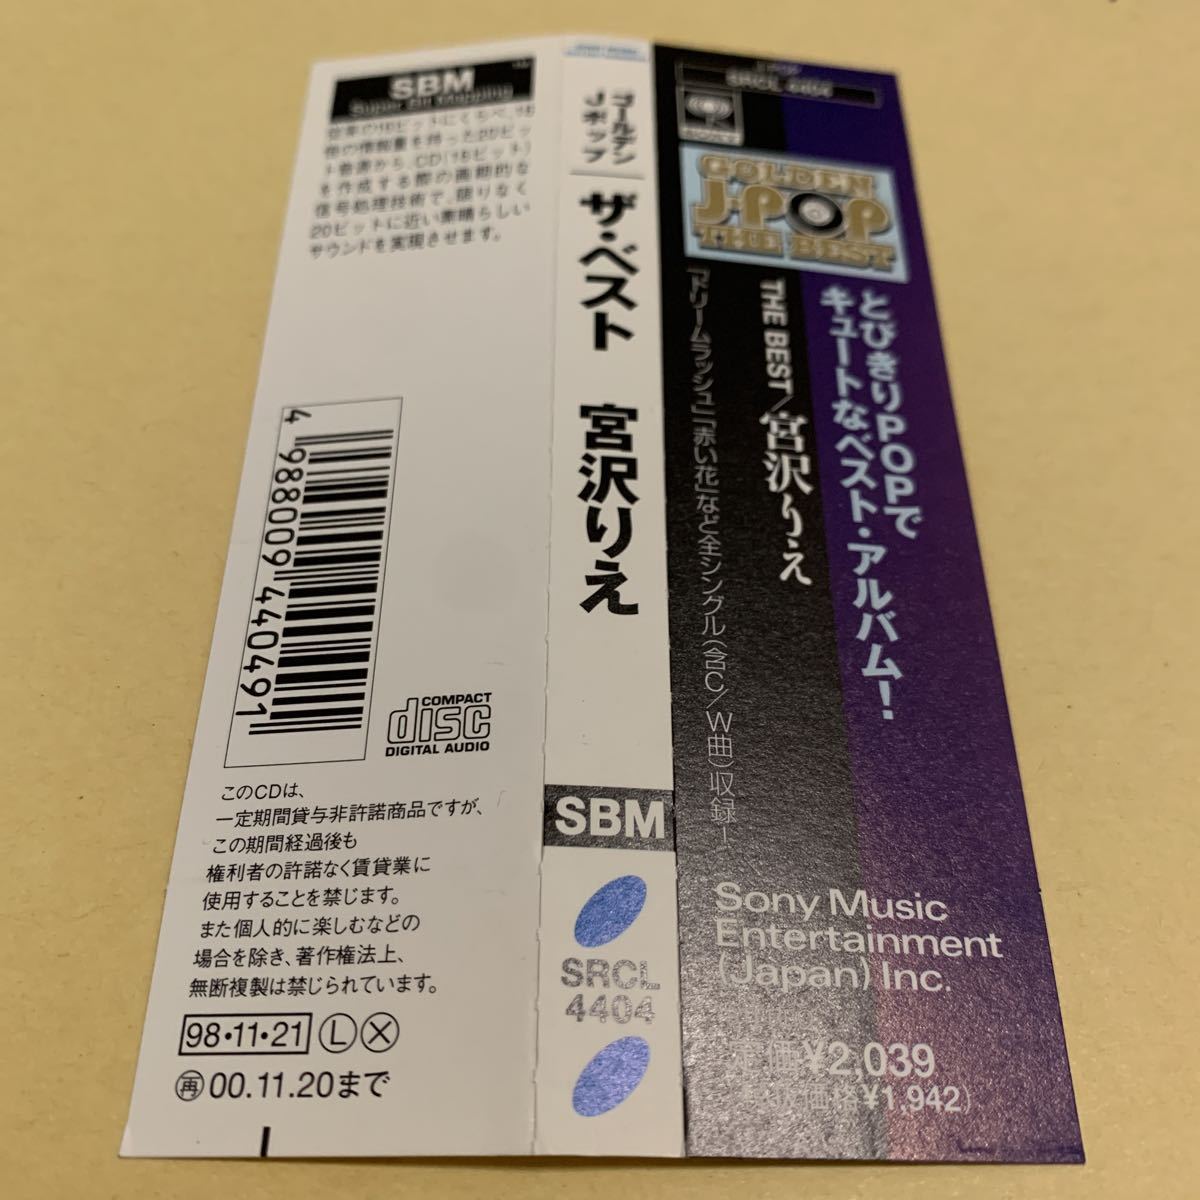 SBM
Super Bit Mapping
従来の16ビットにくらべ、16
倍の情報量を持った20ビッ
ト音源から、CD(16ビット)
を作成する際の画期的な
信号処理技術で、限りなく
20ビットに近い素晴らしい
サウンドを実現させます。
4 988009 440491
COMPACT
disc
DIGITAL AUDIO
このCDは、
一定期間貸与非許諾商品ですが、
この期間経過後も
権利者の許諾なく賃貸業に
使用することを禁じます。
また個人的に楽しむなどの
場合を除き、著作権法上、
無断複製は禁じられています。
98・11・21 L X
再 00.11.20まで
ゴールデン
Jポップ
ザ・ベスト 宮沢りえ
SBM
SRCL
4404
SRCL 4404
GOLDEN
J-POP
THE BEST
とびきりPOPで
キュートなベスト・アルバム!
THE BEST/宮沢りえ
「ドリームラッシュ」「赤い花」など全シングル(含C/W曲)収録!
Sony Music
Entertainment
(Japan) Inc.
定価¥2,039
(税抜価格¥1,942)